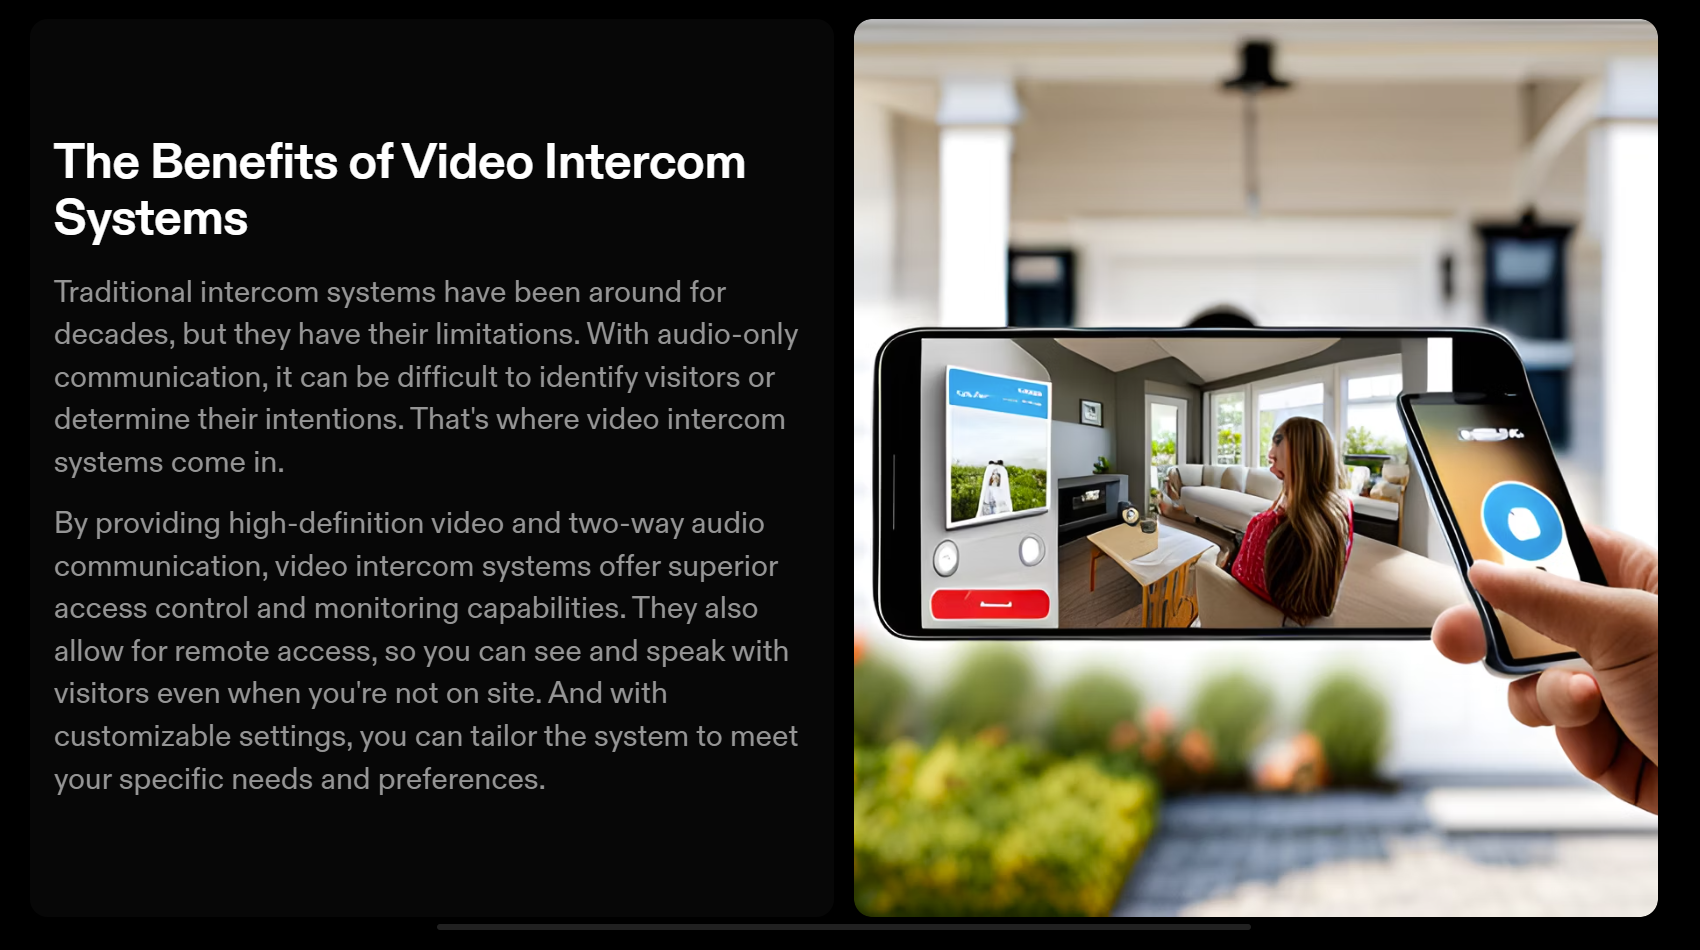 The Benefits of Video Intercom
Systems
Traditional intercom systems have been around for
decades, but they have their limitations. With audio-only
communication, it can be difficult to identify visitors or
determine their intentions. That's where video intercom
systems come in.
By providing high-definition video and two-way audio
communication, video intercom systems offer superior
access control and monitoring capabilities. They also
allow for remote access, so you can see and speak with
visitors even when you're not on site. And with
customizable settings, you can tailor the system to meet
your specific needs and preferences.